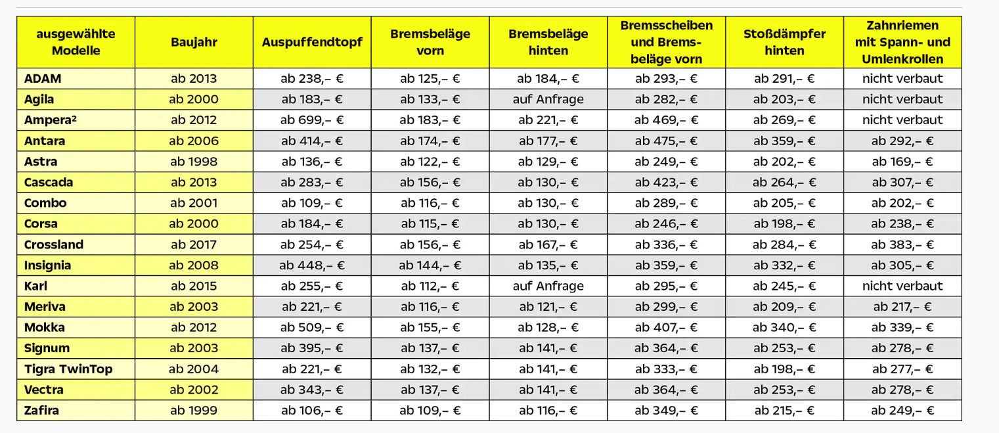 ausgewählte Modelle Baujahr Auspuffendtopf Bremsbeläge vorn Bremsbeläge hinten Bremsscheiben und Brems- beläge vorn Stoßdämpfer hinten Zahnriemen mit Spann- und Umlenkrollen
ADAM ab 2013 ab 238,– € ab 125,– € ab 184,– € ab 293,– € ab 291,– € nicht verbaut
Agila ab 2000 ab 183,– € ab 133,– € auf Anfrage ab 282,– € ab 203,– € nicht verbaut
Ampera² ab 2012 ab 699,– € ab 183,– € ab 221,– € ab 469,– € ab 269,– € nicht verbaut
Antara ab 2006 ab 414,– € ab 174,– € ab 177,– € ab 475,– € ab 359,– € ab 292,– €
Astra ab 1998 ab 136,– € ab 122,– € ab 129,– € ab 249,– € ab 202,– € ab 169,– €
Cascada ab 2013 ab 283,– € ab 156,– € ab 130,– € ab 423,– € ab 264,– € ab 307,– €
Combo ab 2001 ab 109,– € ab 116,– € ab 130,– € ab 289,– € ab 205,– € ab 202,– €
Corsa ab 2000 ab 184,– € ab 115,– € ab 130,– € ab 246,– € ab 198,– € ab 238,– €
Crossland ab 2017 ab 254,– € ab 156,– € ab 167,– € ab 336,– € ab 284,– € ab 383,– €
Insignia ab 2008 ab 448,– € ab 144,– € ab 135,– € ab 359,– € ab 332,– € ab 305,– €
Karl ab 2015 ab 255,– € ab 112,– € auf Anfrage ab 295,– € ab 245,– € nicht verbaut
Meriva ab 2003 ab 221,– € ab 116,– € ab 121,– € ab 299,– € ab 209,– € ab 217,– €
Mokka ab 2012 ab 509,– € ab 155,– € ab 128,– € ab 407,– € ab 340,– € ab 339,– €
Signum ab 2003 ab 395,– € ab 137,– € ab 141,– € ab 364,– € ab 253,– € ab 278,– €
Tigra TwinTop ab 2004 ab 221,– € ab 132,– € ab 141,– € ab 333,– € ab 198,– € ab 277,– €
Vectra ab 2002 ab 343,– € ab 137,– € ab 141,– € ab 364,– € ab 253,– € ab 278,– €
Zafira ab 1999 ab 106,– € ab 109,– € ab 116,– € ab 349,– € ab 215,– € ab 249,– €